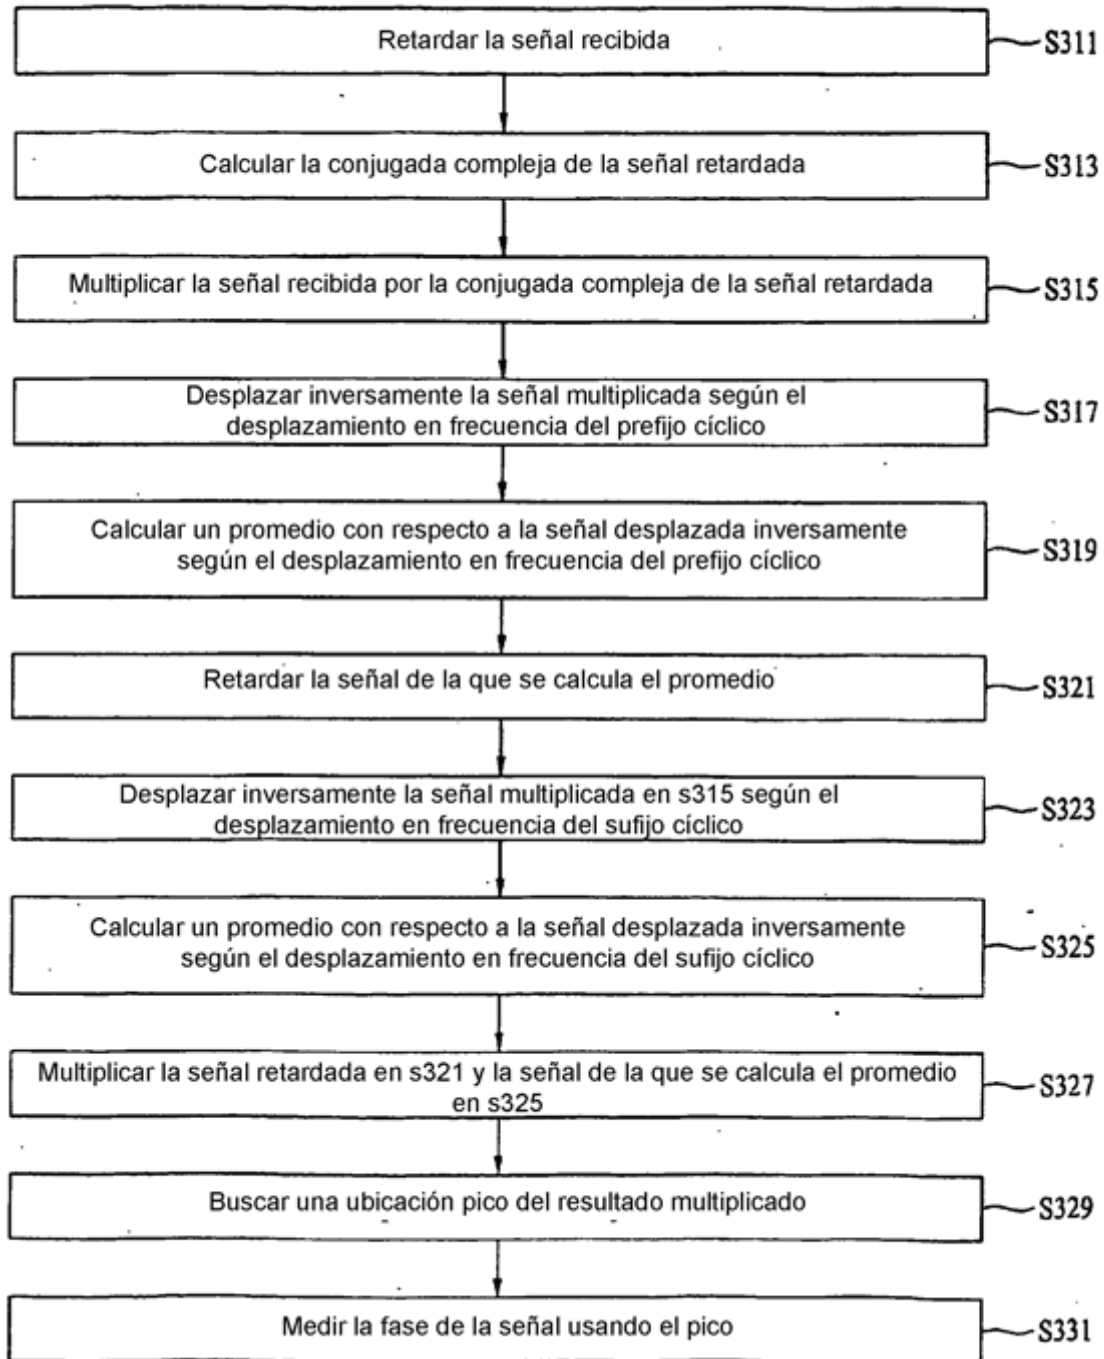 Retardar la señal recibida
S311
Calcular la conjugada compleja de la señal retardada
S313
Multiplicar la señal recibida por la conjugada compleja de la señal retardada
S315
Desplazar inversamente la señal multiplicada según el
desplazamiento en frecuencia del prefijo cíclico
S317
Calcular un promedio con respecto a la señal desplazada inversamente
según el desplazamiento en frecuencia del prefijo cíclico
S319
Retardar la señal de la que se calcula el promedio
S321
Desplazar inversamente la señal multiplicada en s315 según el
desplazamiento en frecuencia del sufijo cíclico
S323
Calcular un promedio con respecto a la señal desplazada inversamente
según el desplazamiento en frecuencia del sufijo cíclico
S325
Multiplicar la señal retardada en s321 y la señal de la que se calcula el promedio
en s325
S327
Buscar una ubicación pico del resultado multiplicado
S329
Medir la fase de la señal usando el pico
S331